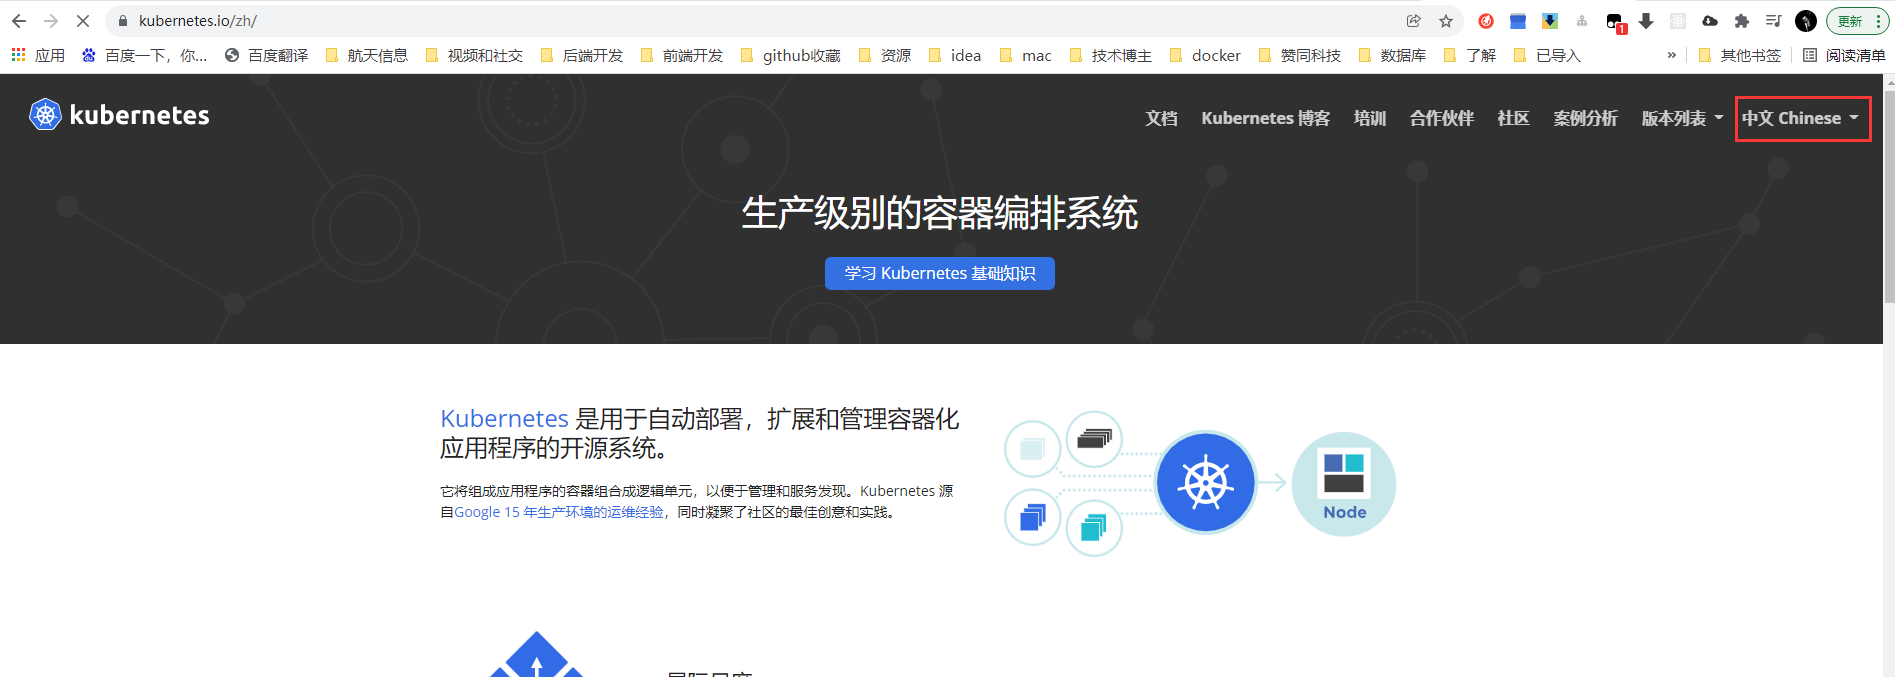 kubernetes.io/zh/
1
更新
应用
百度一下，你...
百度翻译
航天信息
视频和社交
后端开发
前端开发
github收藏
资源
idea
mac
技术博主
docker
赞同科技
数据库
了解
已导入
»
其他书签
阅读清单
kubernetes
文档
Kubernetes 博客
培训
合作伙伴
社区
案例分析
版本列表
中文 Chinese
生产级别的容器编排系统
学习 Kubernetes 基础知识
Kubernetes 是用于自动部署，扩展和管理容器化
应用程序的开源系统。
它将组成应用程序的容器组合成逻辑单元，以便于管理和服务发现。Kubernetes 源
自Google 15 年生产环境的运维经验，同时凝聚了社区的最佳创意和实践。
Node